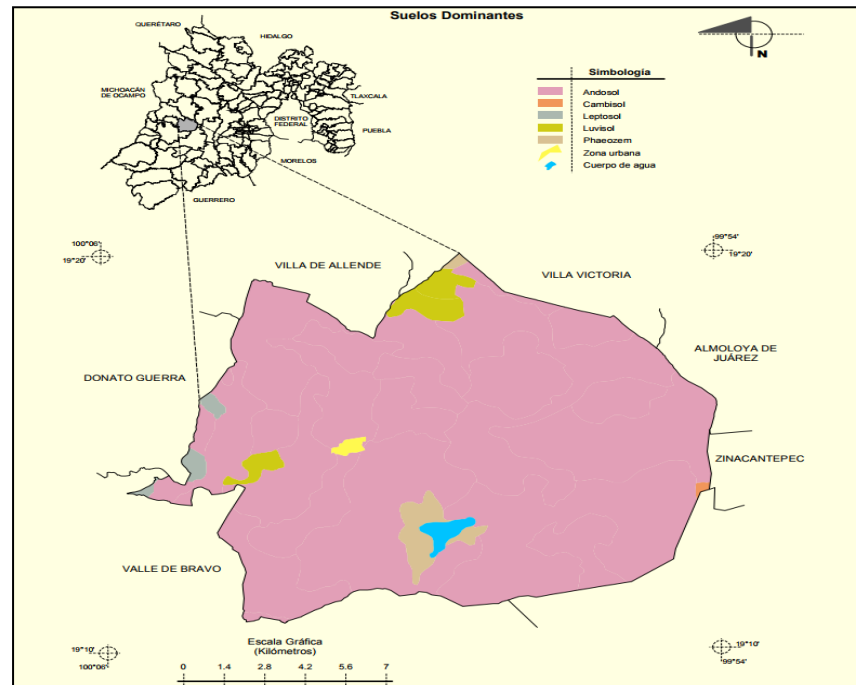 Suelos Dominantes
QUERÉTARO
HIDALGO
MICHOACÁN
DE OCAMPO
TLAXCALA
DISTRITO
FEDERAL
PUEBLA
MORELOS
GUERRERO
N
Simbología
Andosol
Cambisol
Leptosol
Luvisol
Phaeozem
Zona urbana
Cuerpo de agua
100°06'
19°20'
99°54'
19°20'
VILLA DE ALLENDE
VILLA VICTORIA
ALMOLOYA DE
JUÁREZ
DONATO GUERRA
ZINACANTEPEC
VALLE DE BRAVO
19°10'
100°06'
19°10'
99°54'
Escala Gráfica
(Kilómetros)
0 1.4 2.8 4.2 5.6 7